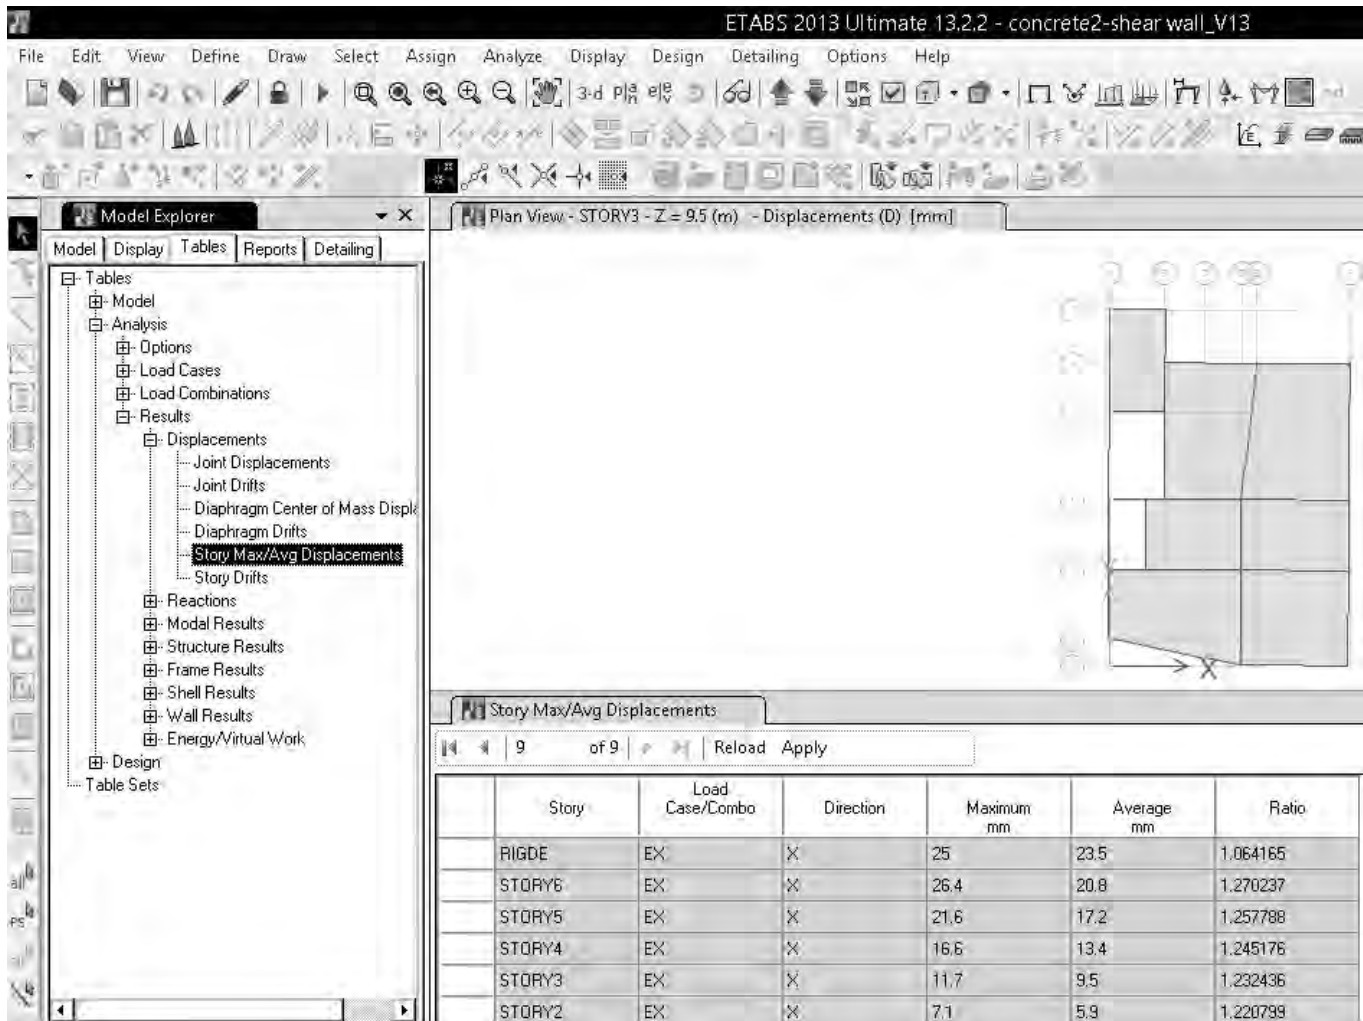 ETABS 2013 Ultimate 13.2.2 - concrete2-shear wall_V13
File Edit View Define Draw Select Assign Analyze Display Design Detailing Options Help
3-d
Model Explorer
Model Display Tables Reports Detailing
Tables
Model
Analysis
Options
Load Cases
Load Combinations
Results
Displacements
Joint Displacements
Joint Drifts
Diaphragm Center of Mass Displ
Diaphragm Drifts
Story Max/Avg Displacements
Story Drifts
Reactions
Modal Results
Structure Results
Frame Results
Shell Results
Wall Results
Energy/Virtual Work
Design
Table Sets
Plan View - STORY3 - Z = 9.5 (m) - Displacements (D) [mm]
X
Story Max/Avg Displacements
9 of 9 Reload Apply
Story Load Case/Combo Direction Maximum mm Average mm Ratio
RIGDE EX X 25 23.5 1.064165
STORY6 EX X 26.4 20.8 1.270237
STORY5 EX X 21.6 17.2 1.257788
STORY4 EX X 16.6 13.4 1.245176
STORY3 EX X 11.7 9.5 1.232436
STORY2 EX X 7.1 5.9 1.220799